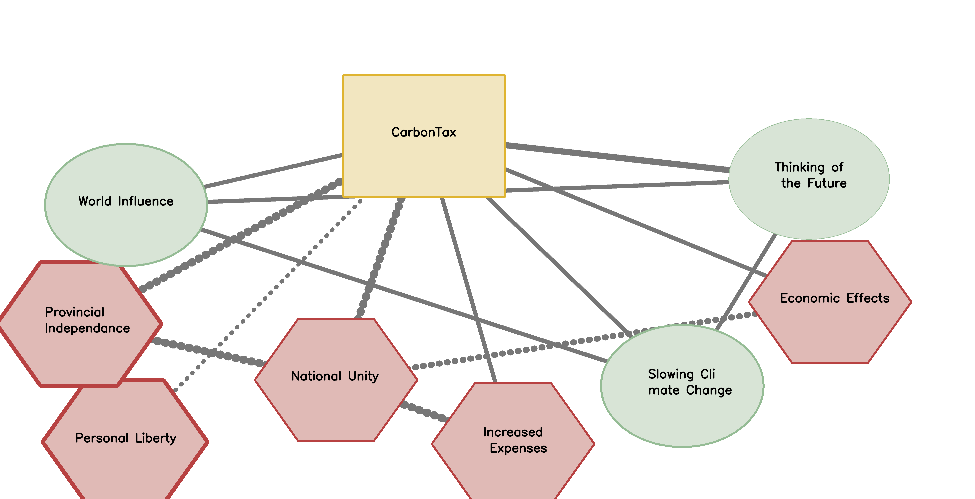 CarbonTax
Thinking of
the Future
World Influence
Economic Effects
Provincial
Independance
National Unity
Slowing Cli
mate Change
Personal Liberty
Increased
Expenses